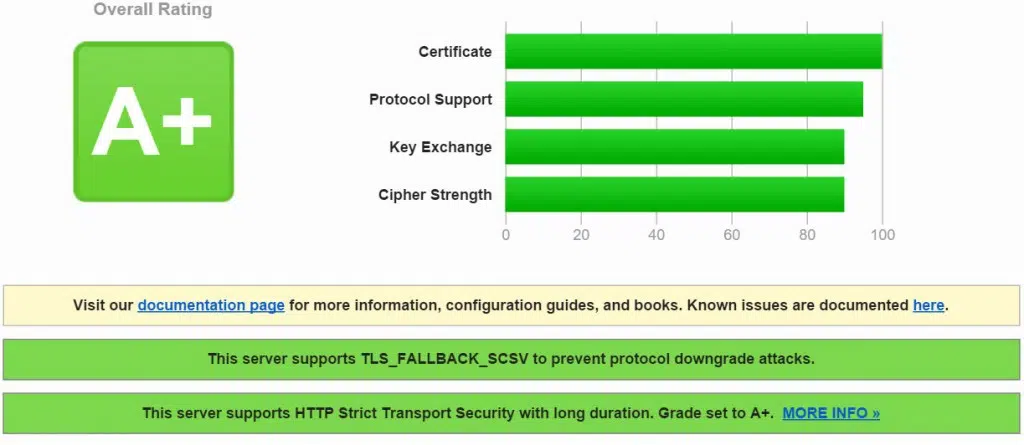 Overall Rating
A+
Certificate
Protocol Support
Key Exchange
Cipher Strength
0 20 40 60 80 100
Visit our documentation page for more information, configuration guides, and books. Known issues are documented here.
This server supports TLS_FALLBACK_SCSV to prevent protocol downgrade attacks.
This server supports HTTP Strict Transport Security with long duration. Grade set to A+. MORE INFO »